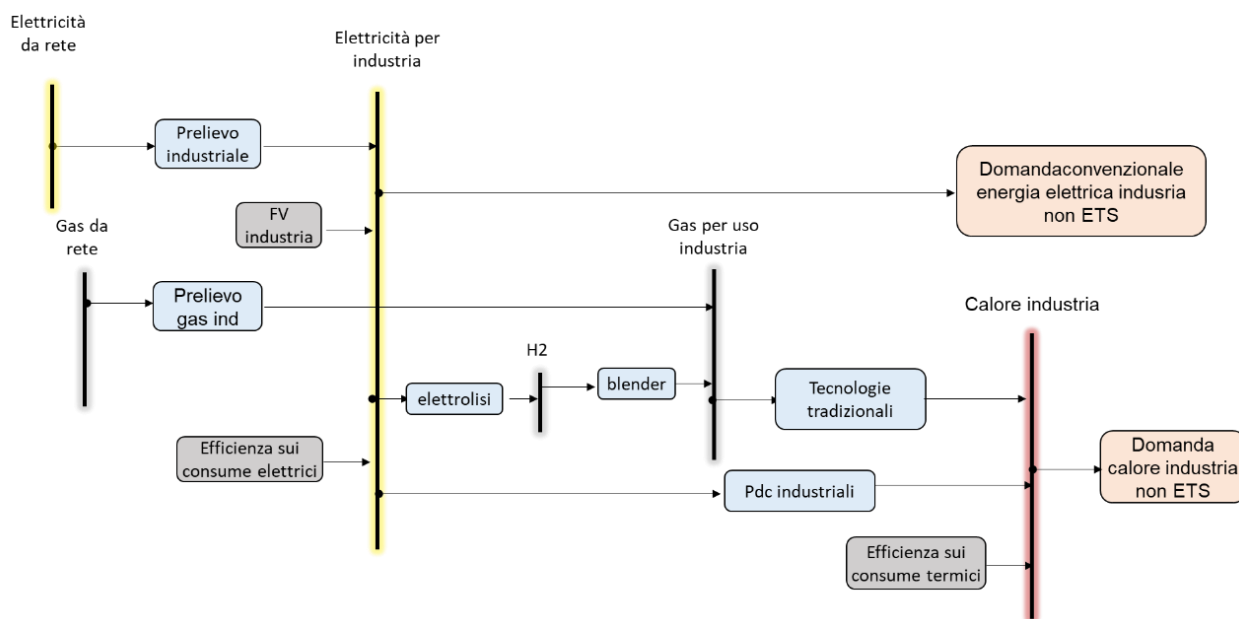 Elettricità
da rete
Elettricità per
industria
Prelievo
industriale
Domandaconvenzionale
energia elettrica indusria
non ETS
FV
industria
Gas da
rete
Gas per uso
industria
Prelievo
gas ind
Calore industria
H2
elettrolisi
blender
Tecnologie
tradizionali
Efficienza sui
consume elettrici
Domanda
calore industria
non ETS
Pdc industriali
Efficienza sui
consume termici